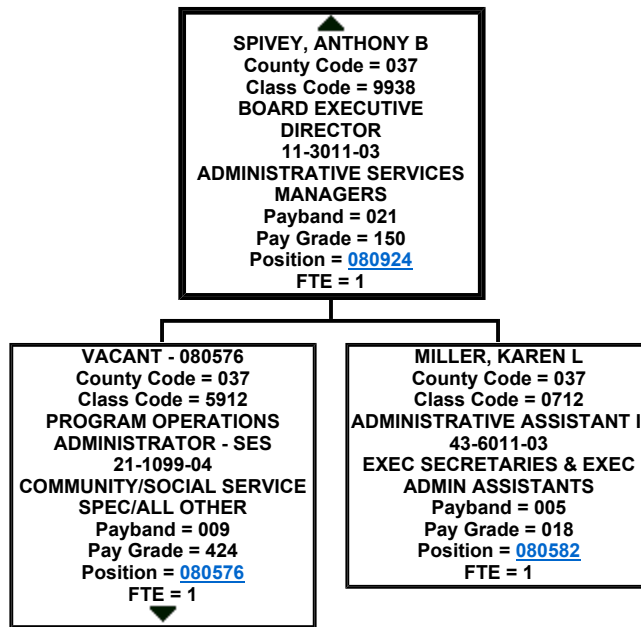 SPIVEY, ANTHONY B
County Code = 037
Class Code = 9938
BOARD EXECUTIVE
DIRECTOR
11-3011-03
ADMINISTRATIVE SERVICES
MANAGERS
Payband = 021
Pay Grade = 150
Position = 080924
FTE = 1
VACANT - 080576
County Code = 037
Class Code = 5912
PROGRAM OPERATIONS
ADMINISTRATOR - SES
21-1099-04
COMMUNITY/SOCIAL SERVICE
SPEC/ALL OTHER
Payband = 009
Pay Grade = 424
Position = 080576
FTE = 1
MILLER, KAREN L
County Code = 037
Class Code = 0712
ADMINISTRATIVE ASSISTANT I
43-6011-03
EXEC SECRETARIES & EXEC
ADMIN ASSISTANTS
Payband = 005
Pay Grade = 018
Position = 080582
FTE = 1